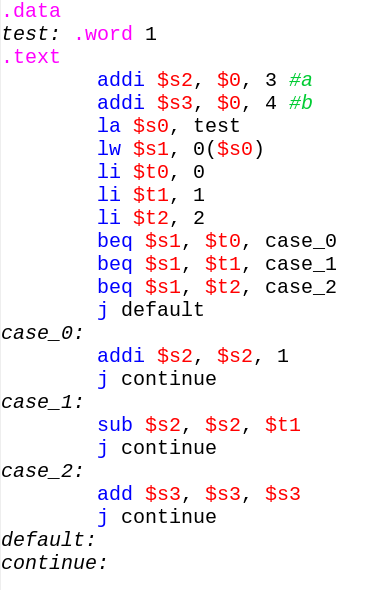 .data
test: .word 1
.text
addi $s2, $0, 3 #a
addi $s3, $0, 4 #b
la $s0, test
lw $s1, 0($s0)
li $t0, 0
li $t1, 1
li $t2, 2
beq $s1, $t0, case_0
beq $s1, $t1, case_1
beq $s1, $t2, case_2
j default
case_0:
addi $s2, $s2, 1
j continue
case_1:
sub $s2, $s2, $t1
j continue
case_2:
add $s3, $s3, $s3
j continue
default:
continue: